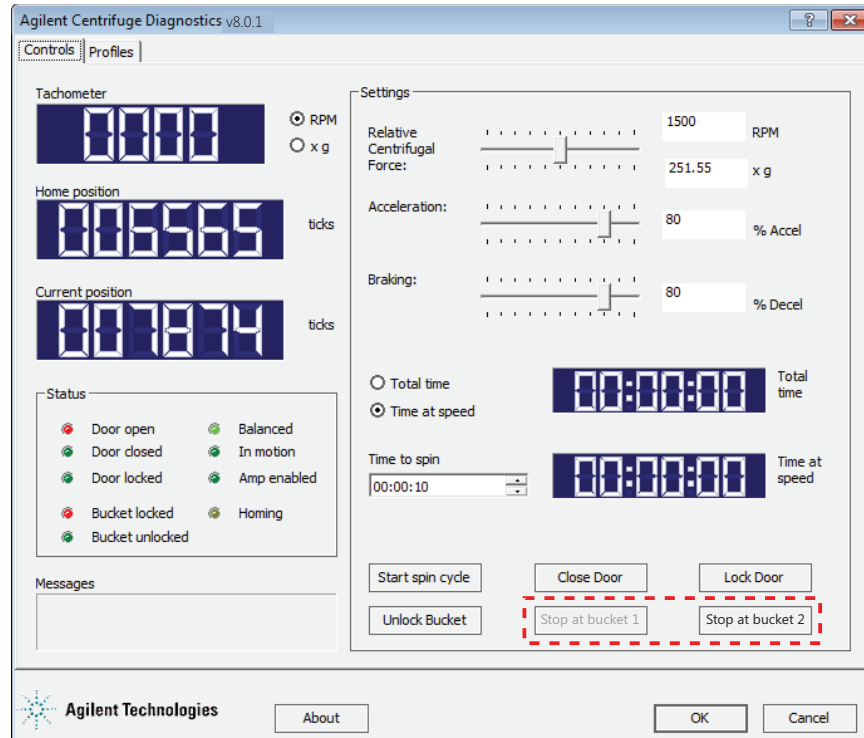 Agilent Centrifuge Diagnostics v8.0.1
Controls
Profiles
Tachometer
0000
RPM
x g
Home position
006565
ticks
Current position
007874
ticks
Status
Door open
Balanced
Door closed
In motion
Door locked
Amp enabled
Bucket locked
Homing
Bucket unlocked
Messages
Settings
Relative
Centrifugal
Force:
1500
RPM
251.55
x g
Acceleration:
80
% Accel
Braking:
80
% Decel
Total time
Time at speed
00:00:00
Total
time
Time to spin
00:00:10
00:00:00
Time at
speed
Start spin cycle
Close Door
Lock Door
Unlock Bucket
Stop at bucket 1
Stop at bucket 2
Agilent Technologies
About
OK
Cancel